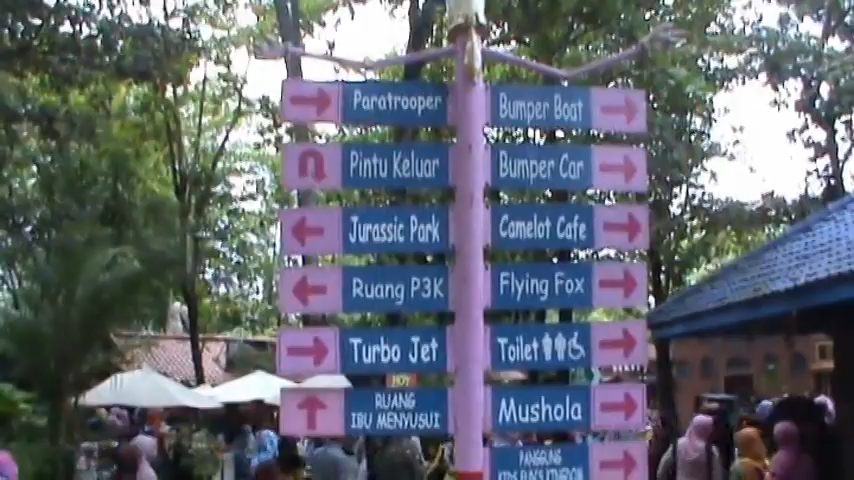 Paratrooper
Pintu Keluar
Jurassic Park
Ruang P3K
Turbo Jet
RUANG
IBU MENYUSUI
Bumper Boat
Bumper Car
Camelot Cafe
Flying Fox
Toilet
Mushola
PANGGUNG